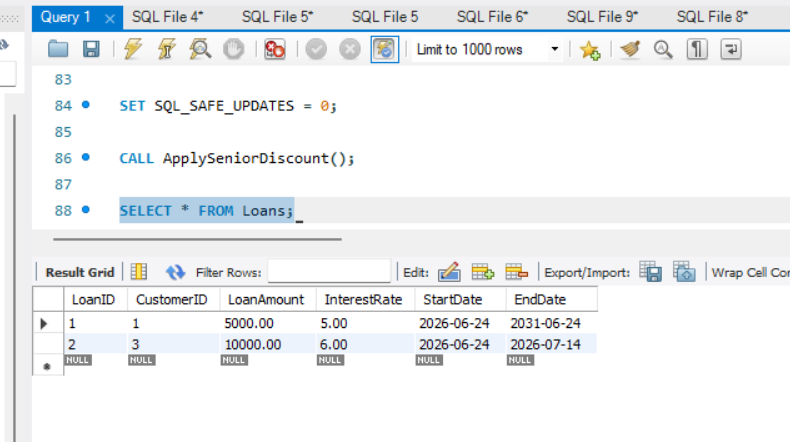 Query 1 SQL File 4* SQL File 5* SQL File 5 SQL File 6* SQL File 9* SQL File 8*
Limit to 1000 rows
83
84 SET SQL_SAFE_UPDATES = 0;
85
86 CALL ApplySeniorDiscount();
87
88 SELECT * FROM Loans;
Result Grid Filter Rows: Edit: Export/Import: Wrap Cell Co
LoanID CustomerID LoanAmount InterestRate StartDate EndDate
1 1 5000.00 5.00 2026-06-24 2031-06-24
2 3 10000.00 6.00 2026-06-24 2026-07-14
NULL NULL NULL NULL NULL NULL